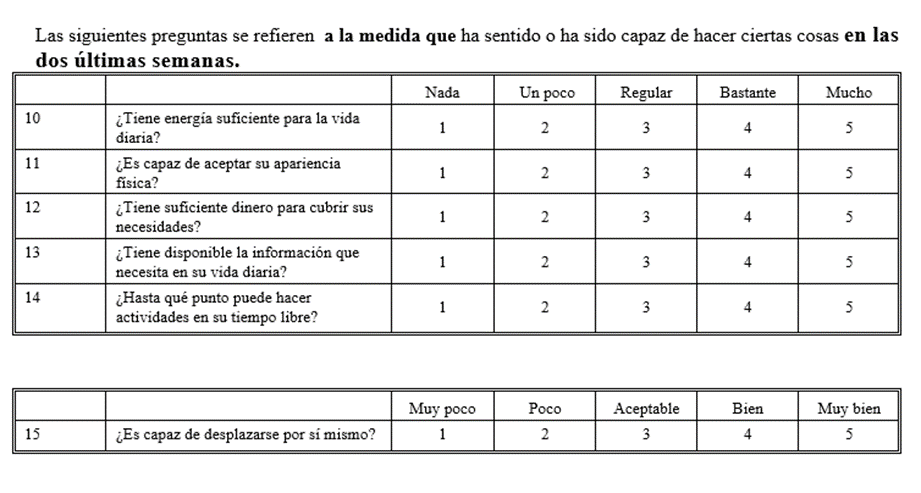 Las siguientes preguntas se refieren a la medida que ha sentido o ha sido capaz de hacer ciertas cosas en las
dos últimas semanas.
Nada Un poco Regular Bastante Mucho
10 ¿Tiene energía suficiente para la vida
diaria? 1 2 3 4 5
11 ¿Es capaz de aceptar su apariencia
física? 1 2 3 4 5
12 ¿Tiene suficiente dinero para cubrir sus
necesidades? 1 2 3 4 5
13 ¿Tiene disponible la información que
necesita en su vida diaria? 1 2 3 4 5
14 ¿Hasta qué punto puede hacer
actividades en su tiempo libre? 1 2 3 4 5
Muy poco Poco Aceptable Bien Muy bien
15 ¿Es capaz de desplazarse por sí mismo? 1 2 3 4 5